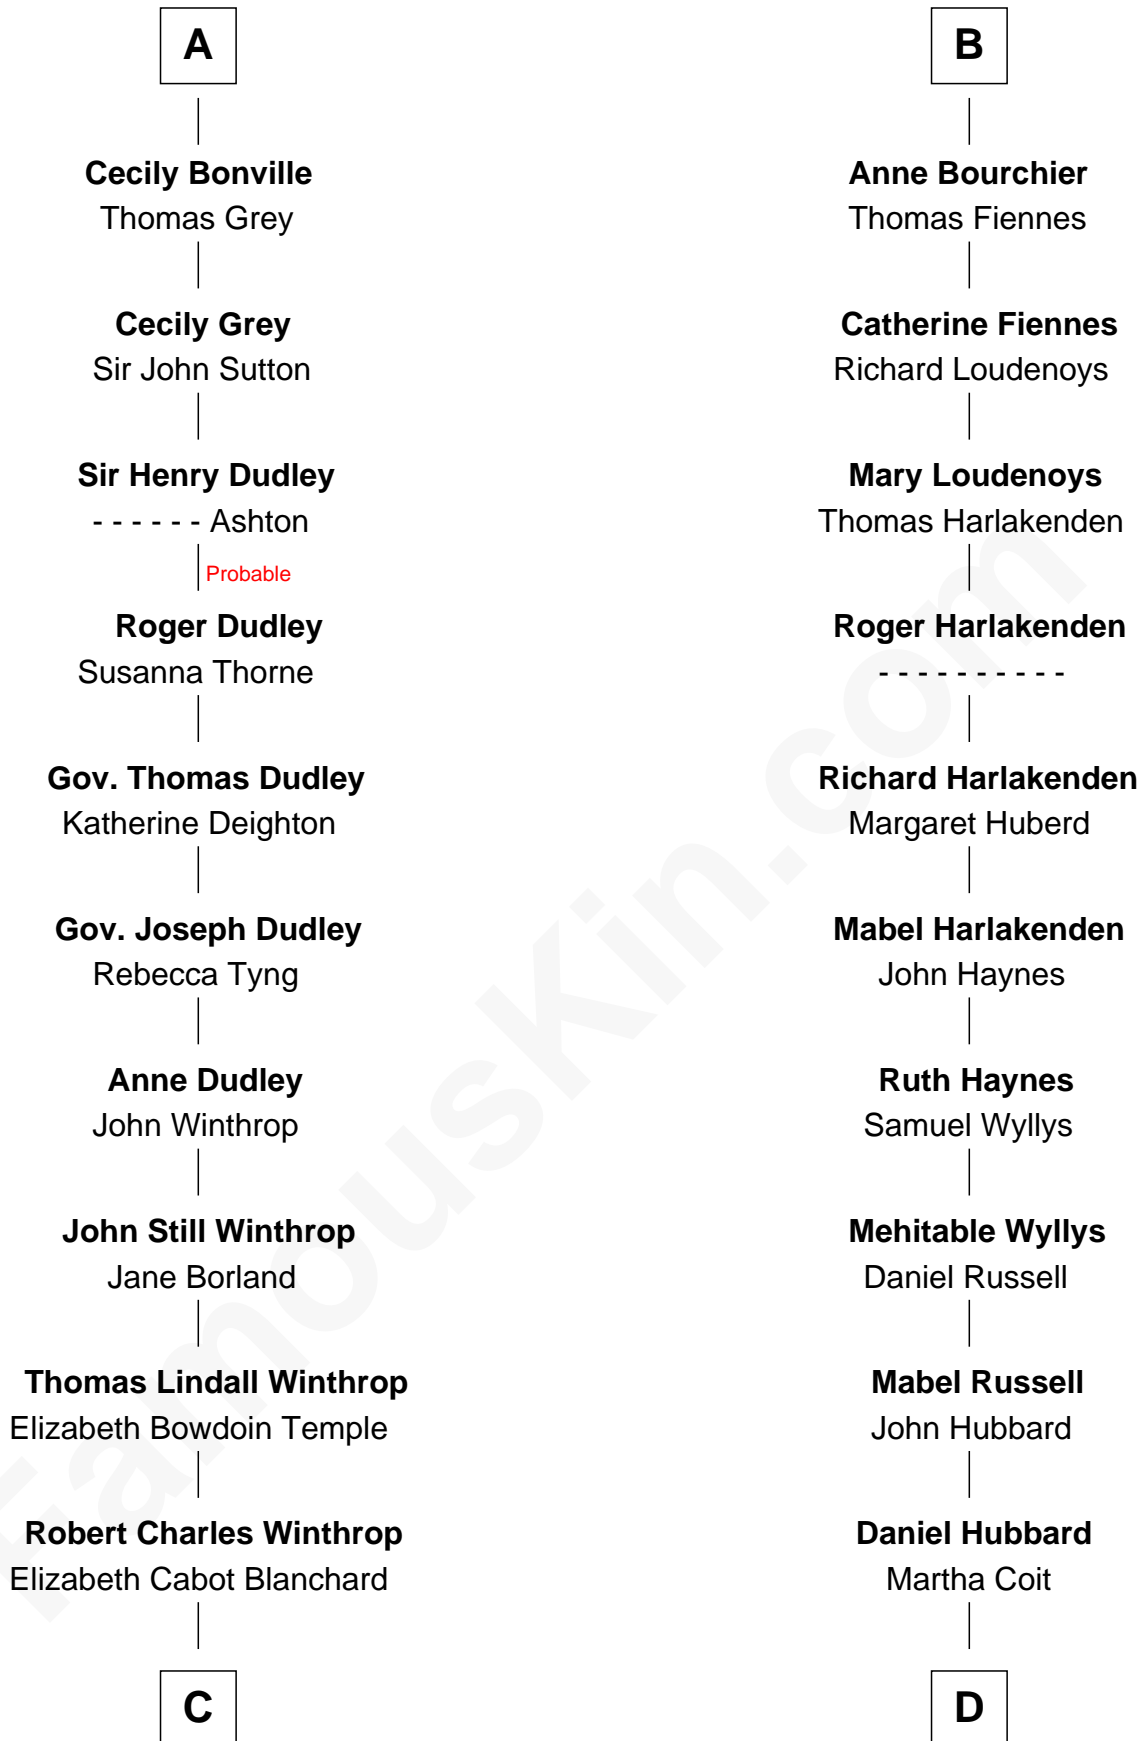 A
Cecily Bonville
Thomas Grey
Cecily Grey
Sir John Sutton
Sir Henry Dudley
- - - - - - Ashton
Probable
Roger Dudley
Susanna Thorne
Gov. Thomas Dudley
Katherine Deighton
Gov. Joseph Dudley
Rebecca Tyng
Anne Dudley
John Winthrop
John Still Winthrop
Jane Borland
Thomas Lindall Winthrop
Elizabeth Bowdoin Temple
Robert Charles Winthrop
Elizabeth Cabot Blanchard
C
B
Anne Bourchier
Thomas Fiennes
Catherine Fiennes
Richard Loudenoys
Mary Loudenoys
Thomas Harlakenden
Roger Harlakenden
- - - - - - - - - -
Richard Harlakenden
Margaret Huberd
Mabel Harlakenden
John Haynes
Ruth Haynes
Samuel Wyllys
Mehitable Wyllys
Daniel Russell
Mabel Russell
John Hubbard
Daniel Hubbard
Martha Coit
D
FamousKin.com